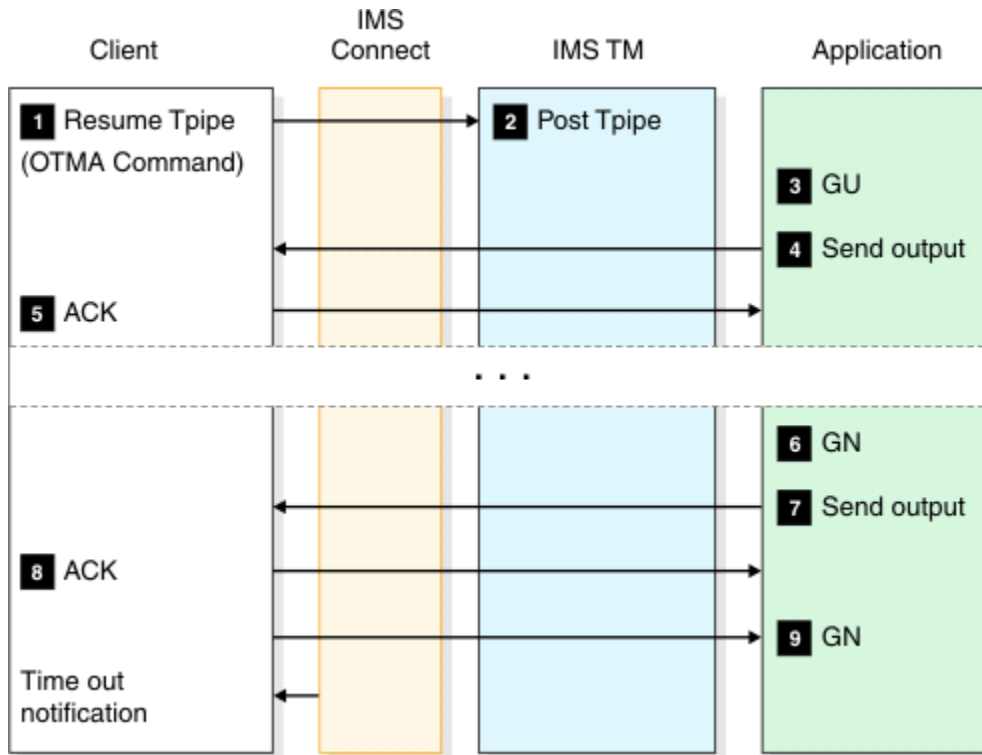 Client
IMS
Connect
IMS TM
Application
1 Resume Tpipe
(OTMA Command)
2 Post Tpipe
3 GU
4 Send output
5 ACK
. . .
6 GN
7 Send output
8 ACK
9 GN
Time out
notification